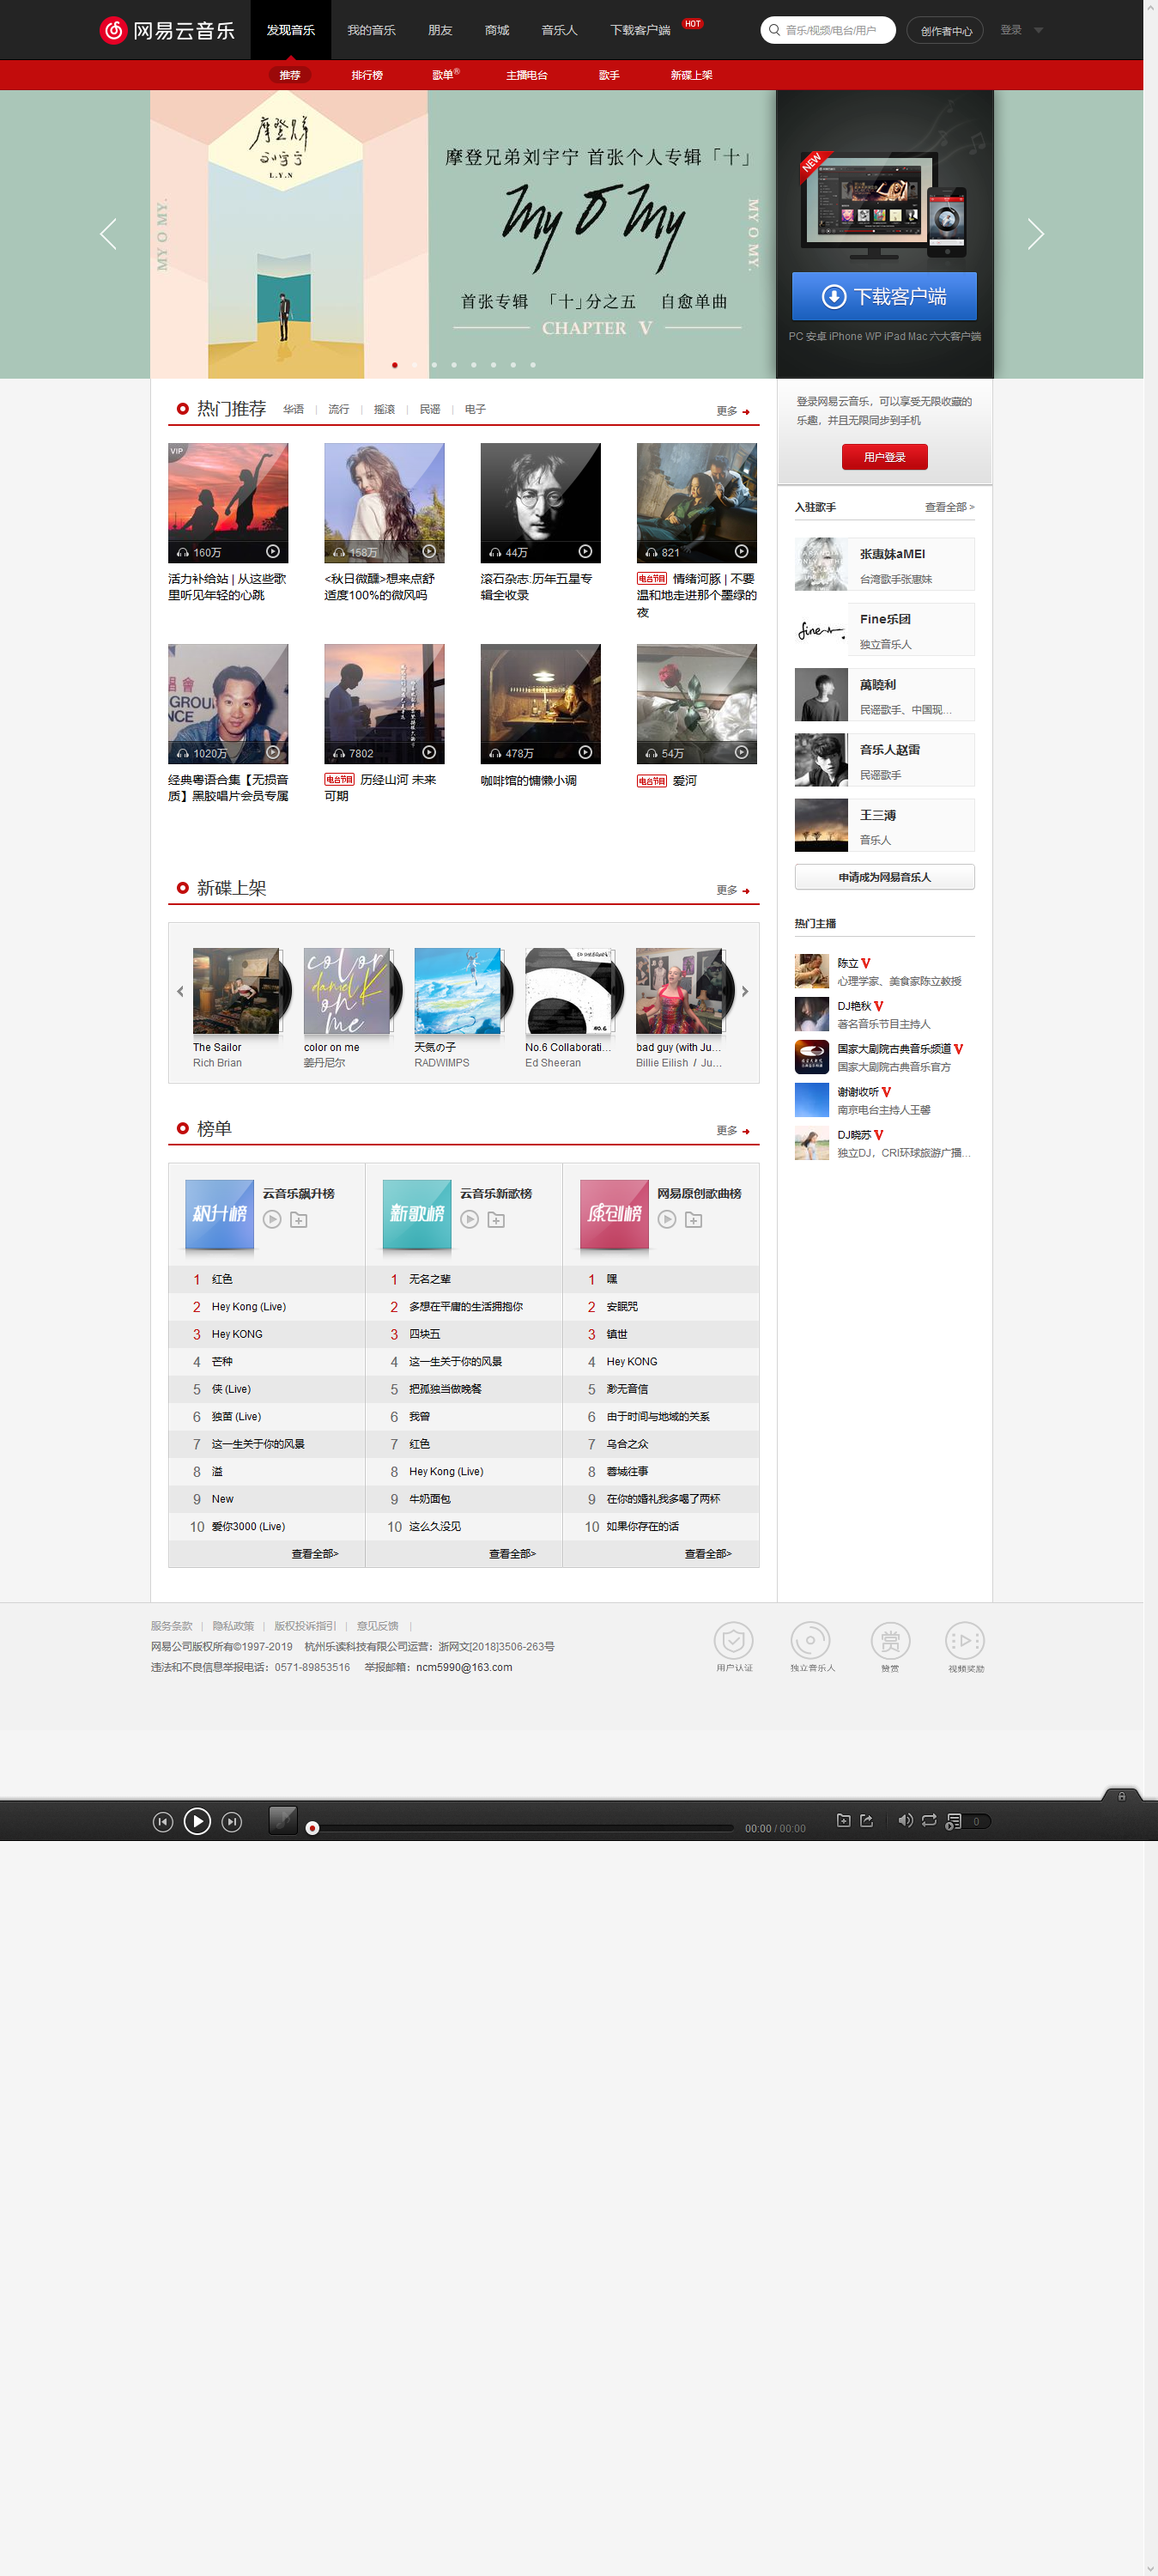 网易云音乐
发现音乐
我的音乐
朋友
商城
音乐人
下载客户端
HOT
音乐/视频/电台/用户
创作者中心
登录
推荐
排行榜
歌单®
主播电台
歌手
新碟上架
L.Y.N
MY O MY.
摩登兄弟刘宇宁 首张个人专辑「十」
My O My
MY O MY.
首张专辑 「十」分之五 自愈单曲
CHAPTER V
NEW
下载客户端
PC 安卓 iPhone WP iPad Mac 六大客户端
热门推荐
华语 | 流行 | 摇滚 | 民谣 | 电子
更多
VIP
160万
158万
44万
821
活力补给站 | 从这些歌
里听见年轻的心跳
<秋日微醺>想来点舒
适度100%的微风吗
滚石杂志:历年五星专
辑全收录
电台节目 情绪河豚 | 不要
温和地走进那个墨绿的
夜
1020万
7802
478万
54万
经典粤语合集【无损音
质】黑胶唱片会员专属
电台节目 历经山河 未来
可期
咖啡馆的慵懒小调
电台节目 爱河
登录网易云音乐，可以享受无限收藏的
乐趣，并且无限同步到手机
用户登录
入驻歌手
查看全部 >
张惠妹aMEI
台湾歌手张惠妹
Fine乐团
独立音乐人
萬曉利
民谣歌手、中国现...
音乐人赵雷
民谣歌手
王三溥
音乐人
申请成为网易音乐人
热门主播
陈立
心理学家、美食家陈立教授
DJ艳秋
著名音乐节目主持人
国家大剧院古典音乐频道
国家大剧院古典音乐官方
谢谢收听
南京电台主持人王馨
DJ晓苏
独立DJ，CRI环球旅游广播...
新碟上架
更多
color
daniel K
on
me
NO.6
The Sailor
Rich Brian
color on me
姜丹尼尔
天気の子
RADWIMPS
No.6 Collaborati...
Ed Sheeran
bad guy (with Ju...
Billie Eilish / Ju...
榜单
更多
飙升榜
云音乐飙升榜
1 红色
2 Hey Kong (Live)
3 Hey KONG
4 芒种
5 侠 (Live)
6 独苗 (Live)
7 这一生关于你的风景
8 溢
9 New
10 爱你3000 (Live)
查看全部>
新歌榜
云音乐新歌榜
1 无名之辈
2 多想在平庸的生活拥抱你
3 四块五
4 这一生关于你的风景
5 把孤独当做晚餐
6 我曾
7 红色
8 Hey Kong (Live)
9 牛奶面包
10 这么久没见
查看全部>
原创榜
网易原创歌曲榜
1 嘿
2 安眠咒
3 镇世
4 Hey KONG
5 渺无音信
6 由于时间与地域的关系
7 乌合之众
8 蓉城往事
9 在你的婚礼我多喝了两杯
10 如果你存在的话
查看全部>
服务条款 | 隐私政策 | 版权投诉指引 | 意见反馈 |
网易公司版权所有©1997-2019 杭州乐读科技有限公司运营：浙网文[2018]3506-263号
违法和不良信息举报电话：0571-89853516 举报邮箱：ncm5990@163.com
用户认证
独立音乐人
赏
赞赏
视频奖励
00:00 / 00:00
0